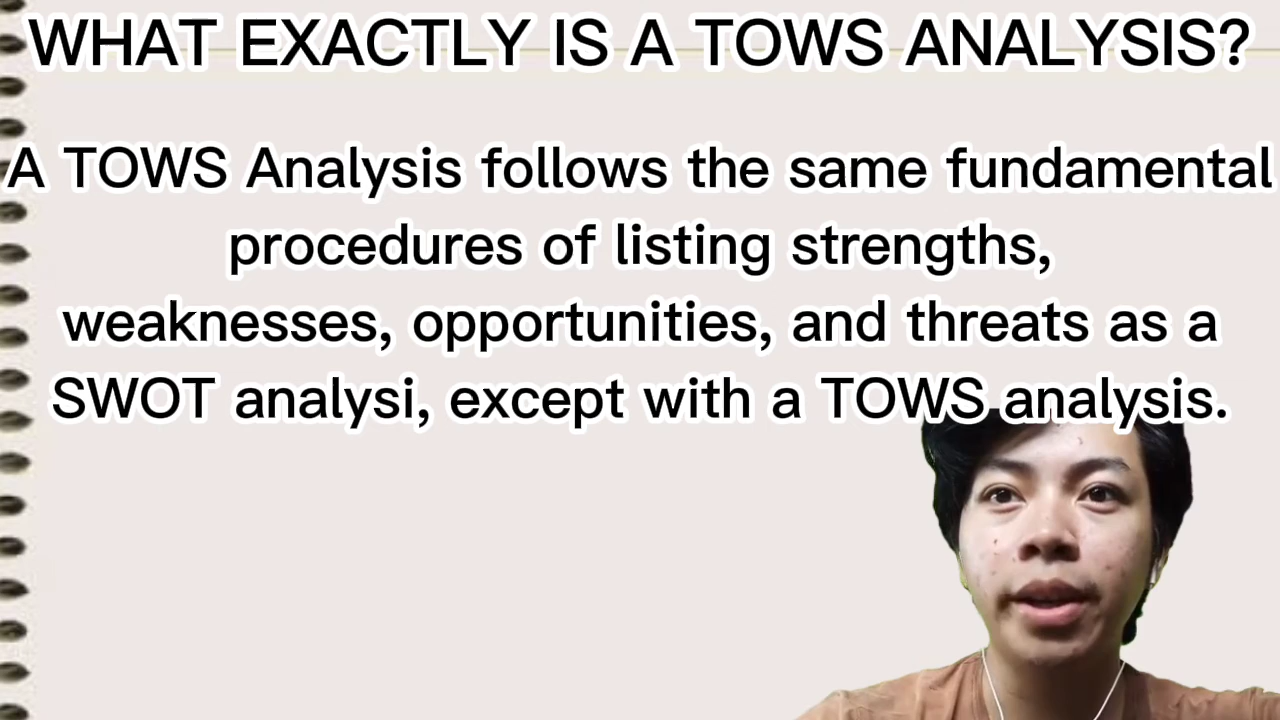 WHAT EXACTLY IS A TOWS ANALYSIS?
A TOWS Analysis follows the same fundamental
procedures of listing strengths,
weaknesses, opportunities, and threats as a
SWOT analysi, except with a TOWS analysis.